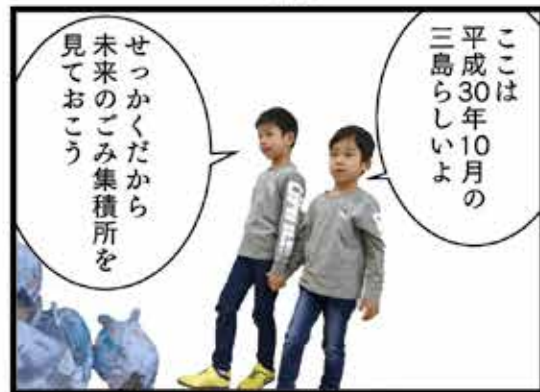 ここは
平成30年10月の
三島らしいよ
せっかくだから
未来のごみ集積所を
見ておこう